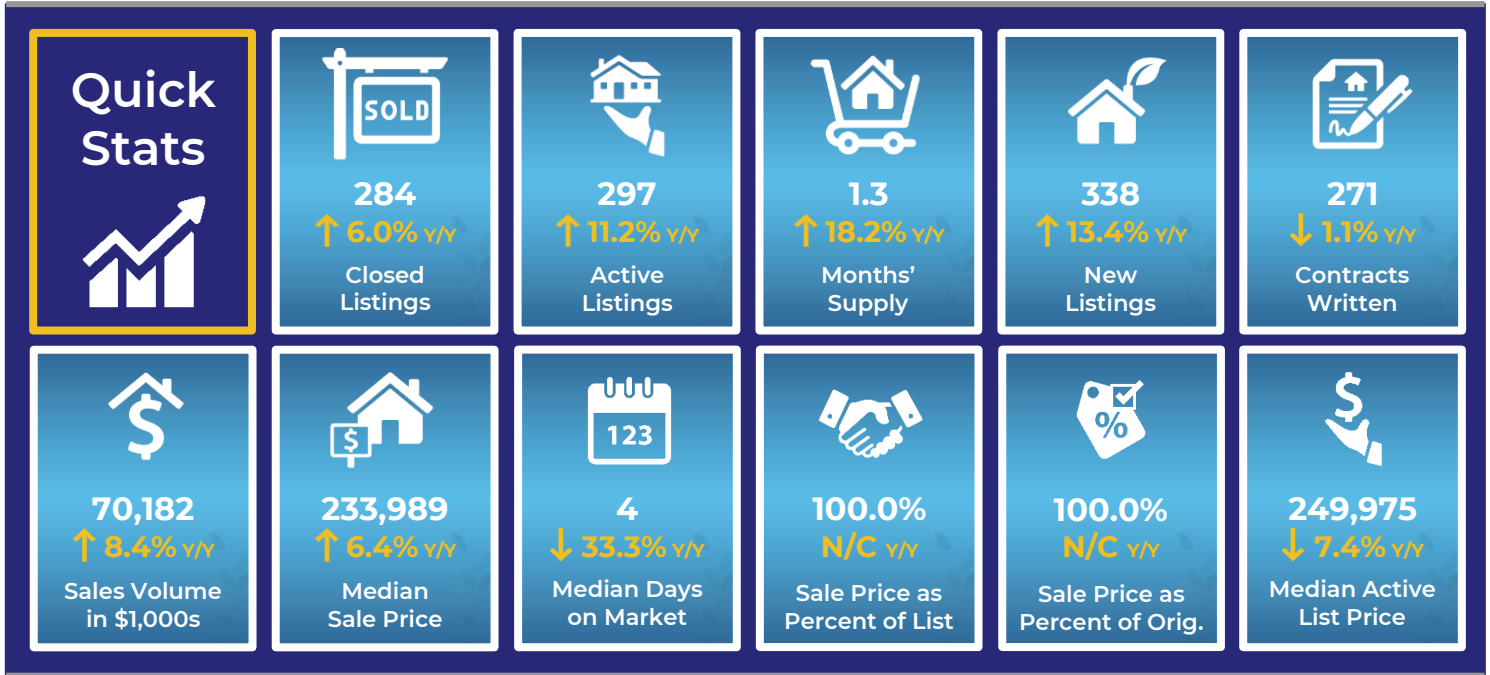 Quick
Stats
SOLD
284
↑ 6.0% Y/Y
Closed
Listings
297
↑ 11.2% Y/Y
Active
Listings
1.3
↑ 18.2% Y/Y
Months’
Supply
338
↑ 13.4% Y/Y
New
Listings
271
↓ 1.1% Y/Y
Contracts
Written
$
70,182
↑ 8.4% Y/Y
Sales Volume
in $1,000s
$
233,989
↑ 6.4% Y/Y
Median
Sale Price
123
4
↓ 33.3% Y/Y
Median Days
on Market
100.0%
N/C Y/Y
Sale Price as
Percent of List
%
100.0%
N/C Y/Y
Sale Price as
Percent of Orig.
$
249,975
↓ 7.4% Y/Y
Median Active
List Price